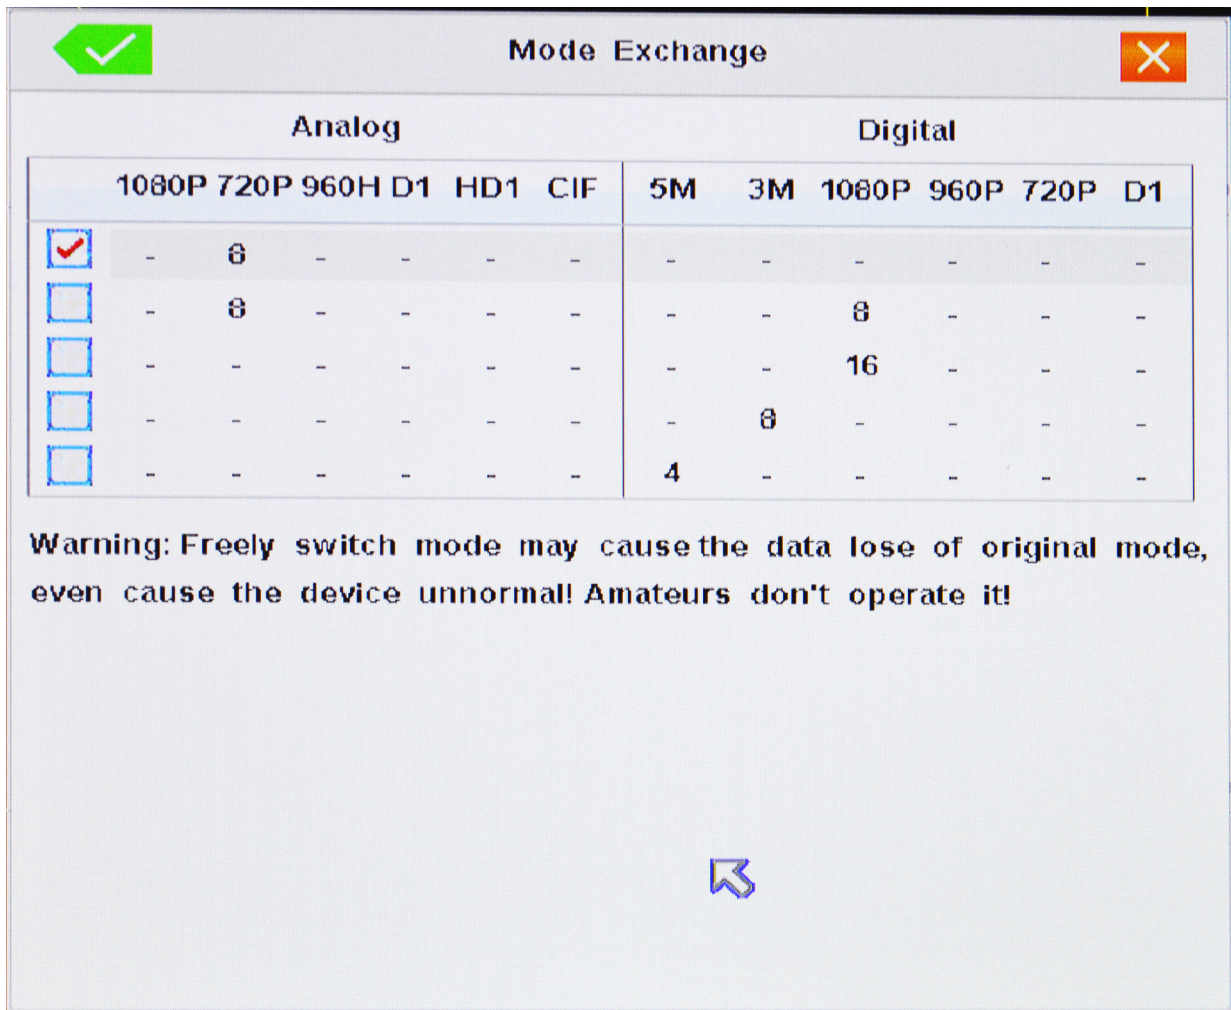 Mode Exchange
Analog Digital
1080P 720P 960H D1 HD1 CIF 5M 3M 1080P 960P 720P D1
- 8 - - - - - - - - - -
- 8 - - - - - - 8 - - -
- - - - - - - - 16 - - -
- - - - - - - 8 - - - -
- - - - - - 4 - - - - -
Warning: Freely switch mode may cause the data lose of original mode,
even cause the device unnormal! Amateurs don't operate it!